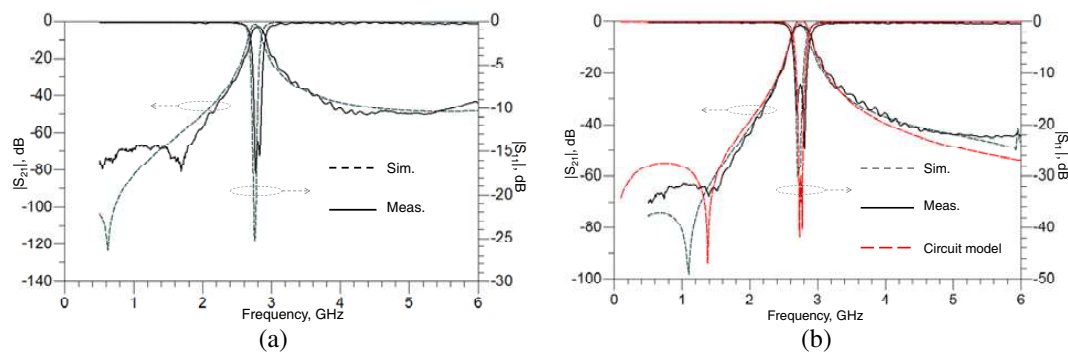 (a)
0
-20
-40
-60
-80
-100
-120
-140
|S21|, dB
0
-5
-10
-15
-20
-25
-30
|S11|, dB
Sim.
Meas.
0 1 2 3 4 5 6
Frequency, GHz
(a)
0
-20
-40
-60
-80
-100
|S21|, dB
0
-10
-20
-30
-40
-50
|S11|, dB
Sim.
Meas.
Circuit model
0 1 2 3 4 5 6
Frequency, GHz
(b)
(b)